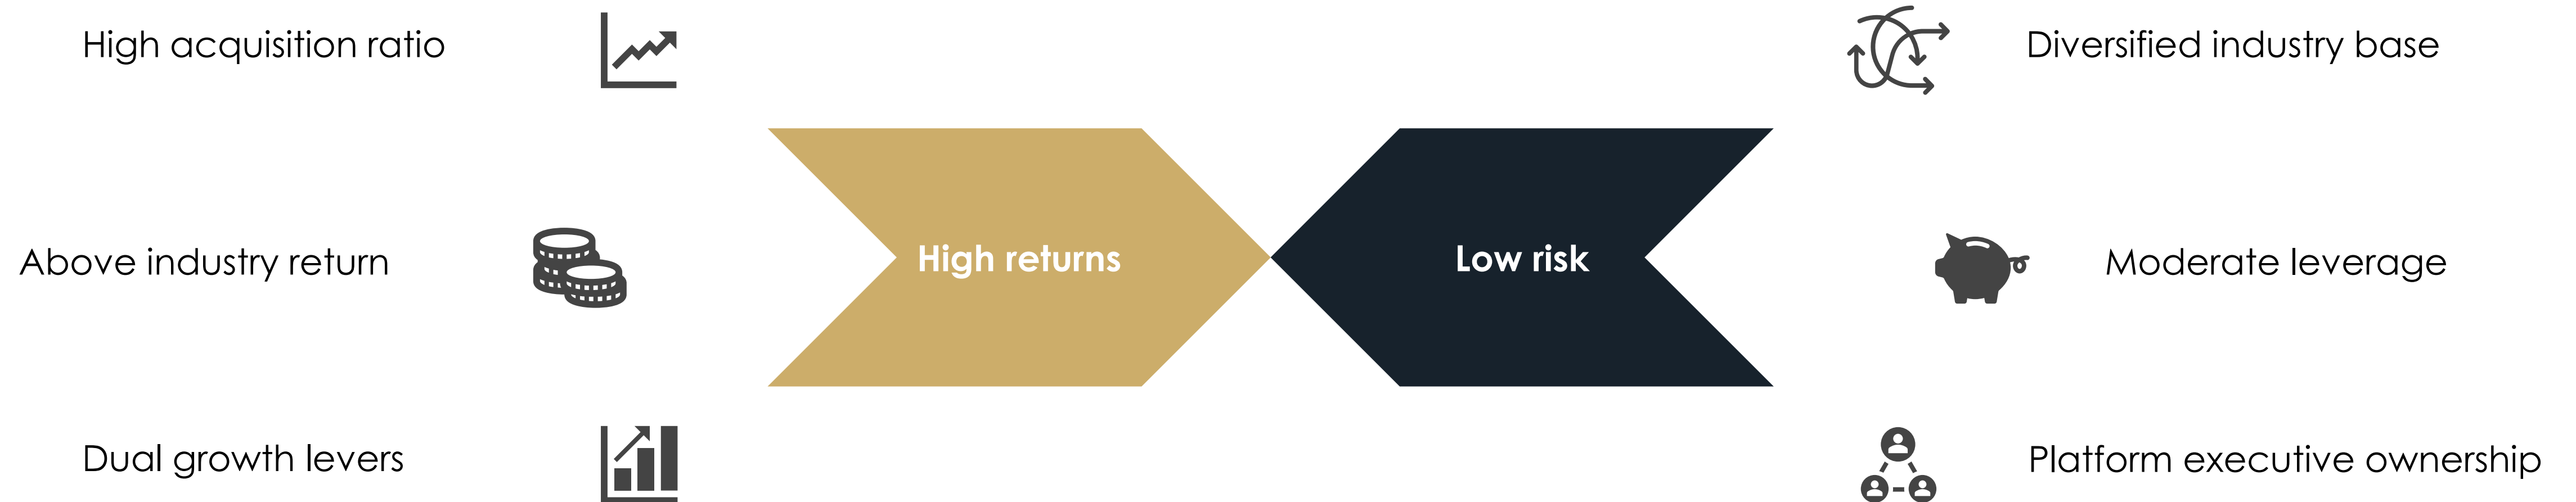 High acquisition ratio
Diversified industry base
Above industry return
High returns
Low risk
Moderate leverage
Dual growth levers
Platform executive ownership